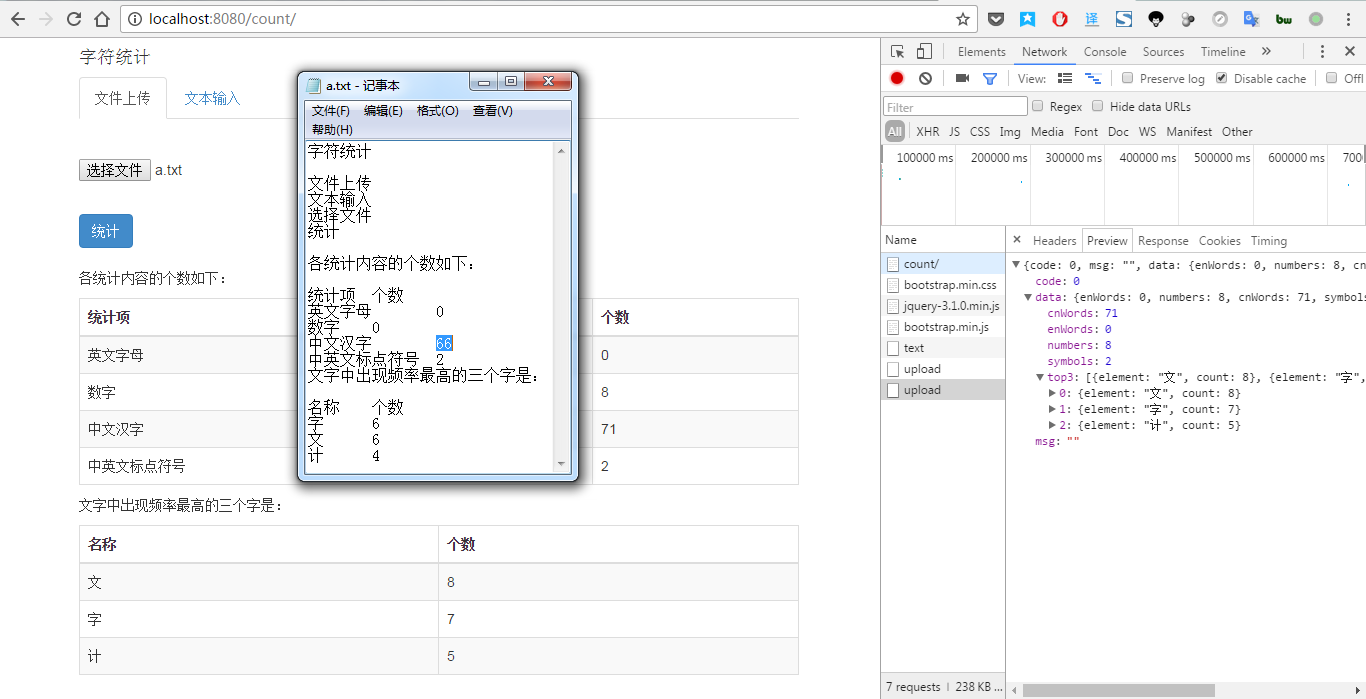 localhost:8080/count/
字符统计
文件上传 文本输入
选择文件 a.txt
统计
各统计内容的个数如下：
统计项 个数
英文字母 0
数字 8
中文汉字 71
中英文标点符号 2
文字中出现频率最高的三个字是：
名称 个数
文 8
字 7
计 5
a.txt - 记事本
文件(F) 编辑(E) 格式(O) 查看(V)
帮助(H)
字符统计
文件上传
文本输入
选择文件
统计
各统计内容的个数如下：
统计项 个数
英文字母 0
数字 0
中文汉字 66
中英文标点符号 2
文字中出现频率最高的三个字是：
名称 个数
字 6
文 6
计 4
Elements Network Console Sources Timeline »
View: Preserve log Disable cache Offl
Filter Regex Hide data URLs
All XHR JS CSS Img Media Font Doc WS Manifest Other
100000 ms 200000 ms 300000 ms 400000 ms 500000 ms 600000 ms 700
Name
count/
bootstrap.min.css
jquery-3.1.0.min.js
bootstrap.min.js
text
upload
upload
7 requests | 238 KB ...
× Headers Preview Response Cookies Timing
▼{code: 0, msg: "", data: {enWords: 0, numbers: 8, cn
code: 0
▼data: {enWords: 0, numbers: 8, cnWords: 71, symbols
cnWords: 71
enWords: 0
numbers: 8
symbols: 2
▼top3: [{element: "文", count: 8}, {element: "字",
▶0: {element: "文", count: 8}
▶1: {element: "字", count: 7}
▶2: {element: "计", count: 5}
msg: ""
译
bw